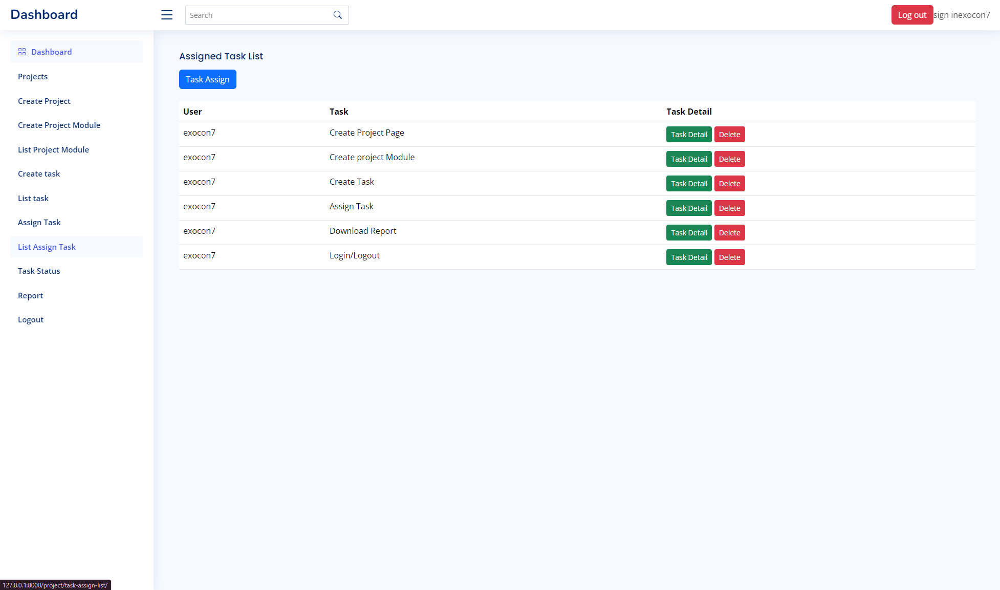 Dashboard
Search
Log out sign inexocon7
Dashboard
Projects
Create Project
Create Project Module
List Project Module
Create task
List task
Assign Task
List Assign Task
Task Status
Report
Logout
Assigned Task List
Task Assign
User Task Task Detail
exocon7 Create Project Page Task Detail Delete
exocon7 Create project Module Task Detail Delete
exocon7 Create Task Task Detail Delete
exocon7 Assign Task Task Detail Delete
exocon7 Download Report Task Detail Delete
exocon7 Login/Logout Task Detail Delete
127.0.0.1:8000/project/task-assign-list/